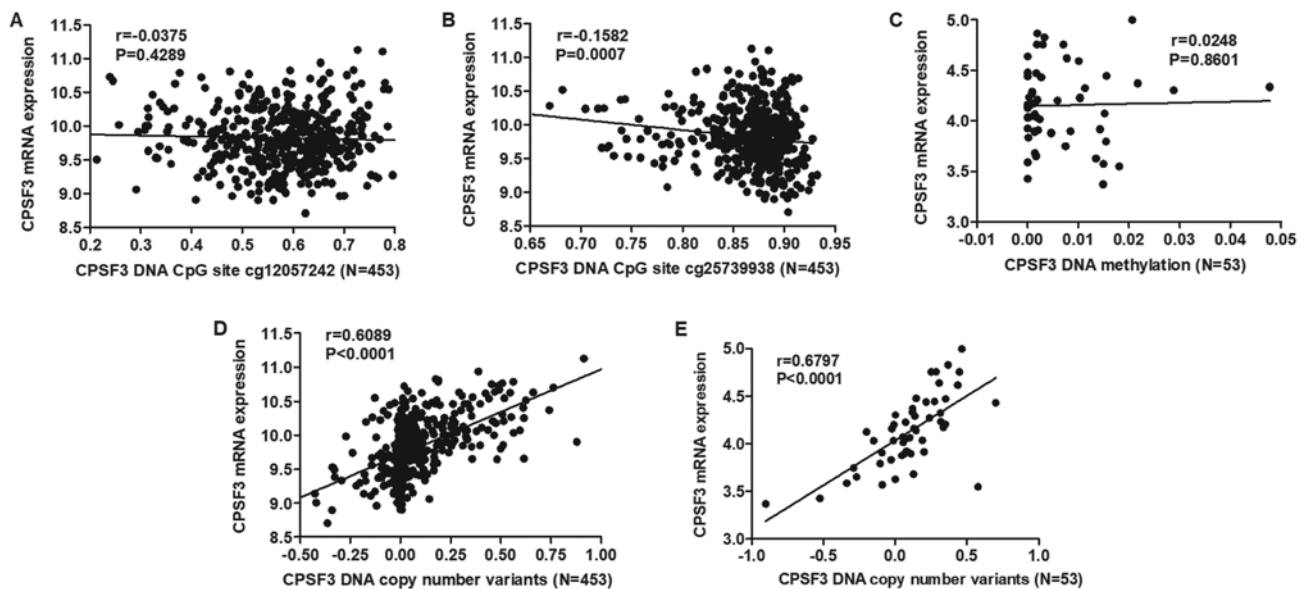 A
r=-0.0375
P=0.4289
CPSF3 mRNA expression
11.5
11.0
10.5
10.0
9.5
9.0
8.5
0.2 0.3 0.4 0.5 0.6 0.7 0.8
CPSF3 DNA CpG site cg12057242 (N=453)
B
r=-0.1582
P=0.0007
CPSF3 mRNA expression
11.5
11.0
10.5
10.0
9.5
9.0
8.5
0.65 0.70 0.75 0.80 0.85 0.90 0.95
CPSF3 DNA CpG site cg25739938 (N=453)
C
r=0.0248
P=0.8601
CPSF3 mRNA expression
5.0
4.5
4.0
3.5
3.0
-0.01 0.00 0.01 0.02 0.03 0.04 0.05
CPSF3 DNA methylation (N=53)
D
r=0.6089
P<0.0001
CPSF3 mRNA expression
11.5
11.0
10.5
10.0
9.5
9.0
8.5
-0.50 -0.25 0.00 0.25 0.50 0.75 1.00
CPSF3 DNA copy number variants (N=453)
E
r=0.6797
P<0.0001
CPSF3 mRNA expression
5.0
4.5
4.0
3.5
3.0
-1.0 -0.5 0.0 0.5 1.0
CPSF3 DNA copy number variants (N=53)